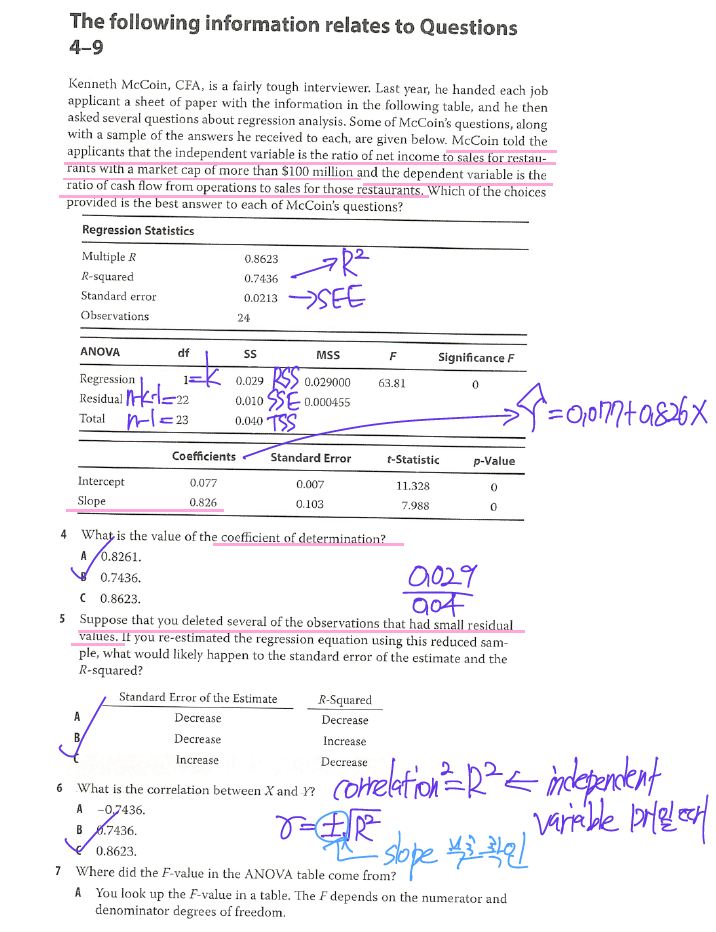 The following information relates to Questions
4–9
Kenneth McCoin, CFA, is a fairly tough interviewer. Last year, he handed each job
applicant a sheet of paper with the information in the following table, and he then
asked several questions about regression analysis. Some of McCoin's questions, along
with a sample of the answers he received to each, are given below. McCoin told the
applicants that the independent variable is the ratio of net income to sales for restau-
rants with a market cap of more than $100 million and the dependent variable is the
ratio of cash flow from operations to sales for those restaurants. Which of the choices
provided is the best answer to each of McCoin's questions?
Regression Statistics
Multiple R 0.8623
R-squared 0.7436 → R²
Standard error 0.0213 → SEE
Observations 24
ANOVA df SS MSS F Significance F
Regression 1 = k 0.029 RSS 0.029000 63.81 0
Residual n-k-1 = 22 0.010 SSE 0.000455
Total n-1 = 23 0.040 TSS
Ŷ = 0.077 + 0.826X
Coefficients Standard Error t-Statistic p-Value
Intercept 0.077 0.007 11.328 0
Slope 0.826 0.103 7.988 0
4 What is the value of the coefficient of determination?
A 0.8261.
B 0.7436.
C 0.8623.
0.029
0.04
5 Suppose that you deleted several of the observations that had small residual
values. If you re-estimated the regression equation using this reduced sam-
ple, what would likely happen to the standard error of the estimate and the
R-squared?
Standard Error of the Estimate R-Squared
A Decrease Decrease
B Decrease Increase
C Increase Decrease
6 What is the correlation between X and Y?
correlation² = R² ← independent
variable 1개일때
A −0.7436.
B 0.7436.
C 0.8623.
r = ±√R²
slope 부호 확인
7 Where did the F-value in the ANOVA table come from?
A You look up the F-value in a table. The F depends on the numerator and
denominator degrees of freedom.